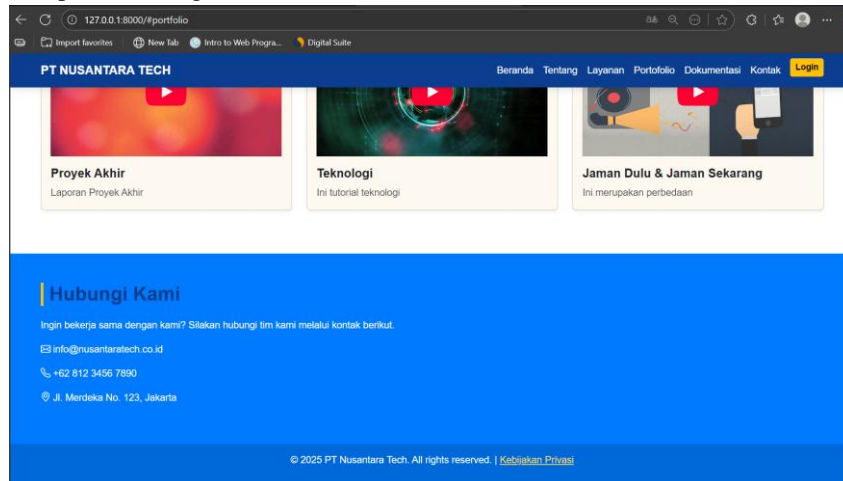 127.0.0.1:8000/#portfolio
Import favorites New Tab Intro to Web Progra... Digital Suite
PT NUSANTARA TECH Beranda Tentang Layanan Portofolio Dokumentasi Kontak Login
Proyek Akhir Teknologi Jaman Dulu & Jaman Sekarang
Laporan Proyek Akhir Ini tutorial teknologi Ini merupakan perbedaan
Hubungi Kami
Ingin bekerja sama dengan kami? Silakan hubungi tim kami melalui kontak berikut.
info@nusantaratech.co.id
+62 812 3456 7890
Jl. Merdeka No. 123, Jakarta
© 2025 PT Nusantara Tech. All rights reserved. | Kebijakan Privasi